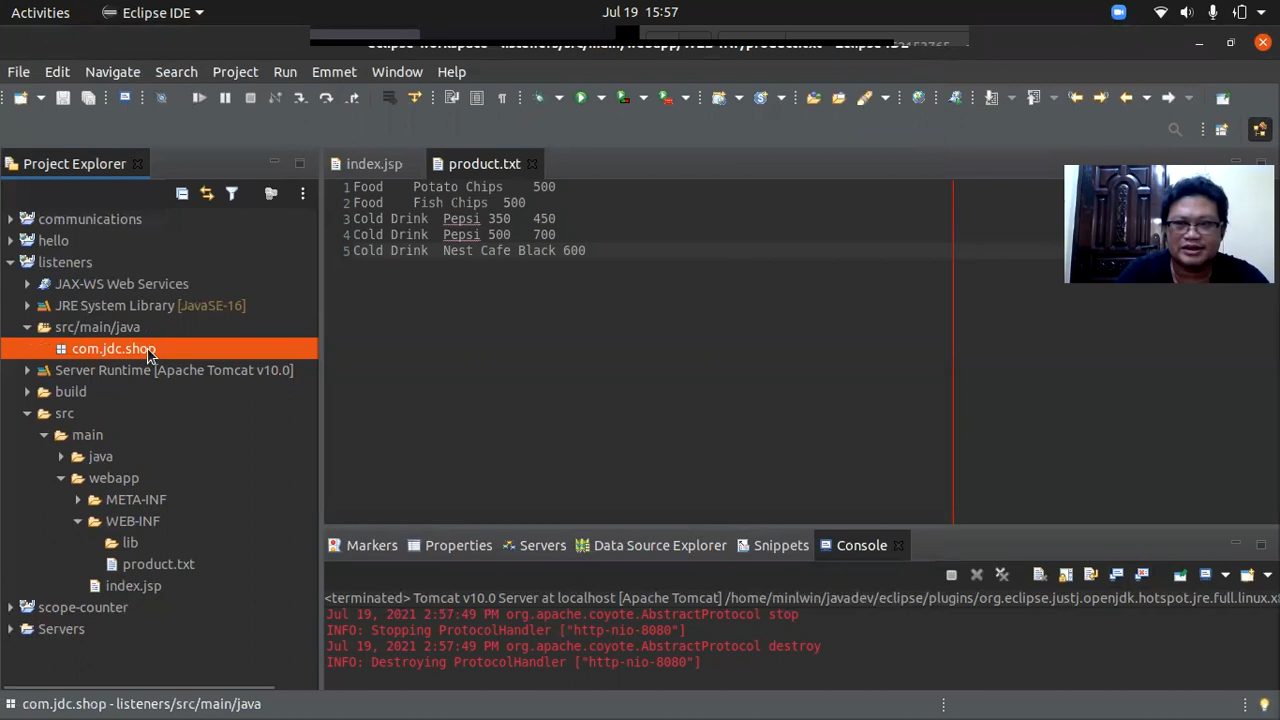 Activities Eclipse IDE Jul 19 15:57
File Edit Navigate Search Project Run Emmet Window Help
Project Explorer
communications
hello
listeners
JAX-WS Web Services
JRE System Library [JavaSE-16]
src/main/java
com.jdc.shop
Server Runtime [Apache Tomcat v10.0]
build
src
main
java
webapp
META-INF
WEB-INF
lib
product.txt
index.jsp
scope-counter
Servers
index.jsp product.txt
1 Food Potato Chips 500
2 Food Fish Chips 500
3 Cold Drink Pepsi 350 450
4 Cold Drink Pepsi 500 700
5 Cold Drink Nest Cafe Black 600
Markers Properties Servers Data Source Explorer Snippets Console
<terminated> Tomcat v10.0 Server at localhost [Apache Tomcat] /home/minlwin/javadev/eclipse/plugins/org.eclipse.justj.openjdk.hotspot.jre.full.linux.x
Jul 19, 2021 2:57:49 PM org.apache.coyote.AbstractProtocol stop
INFO: Stopping ProtocolHandler ["http-nio-8080"]
Jul 19, 2021 2:57:49 PM org.apache.coyote.AbstractProtocol destroy
INFO: Destroying ProtocolHandler ["http-nio-8080"]
com.jdc.shop - listeners/src/main/java